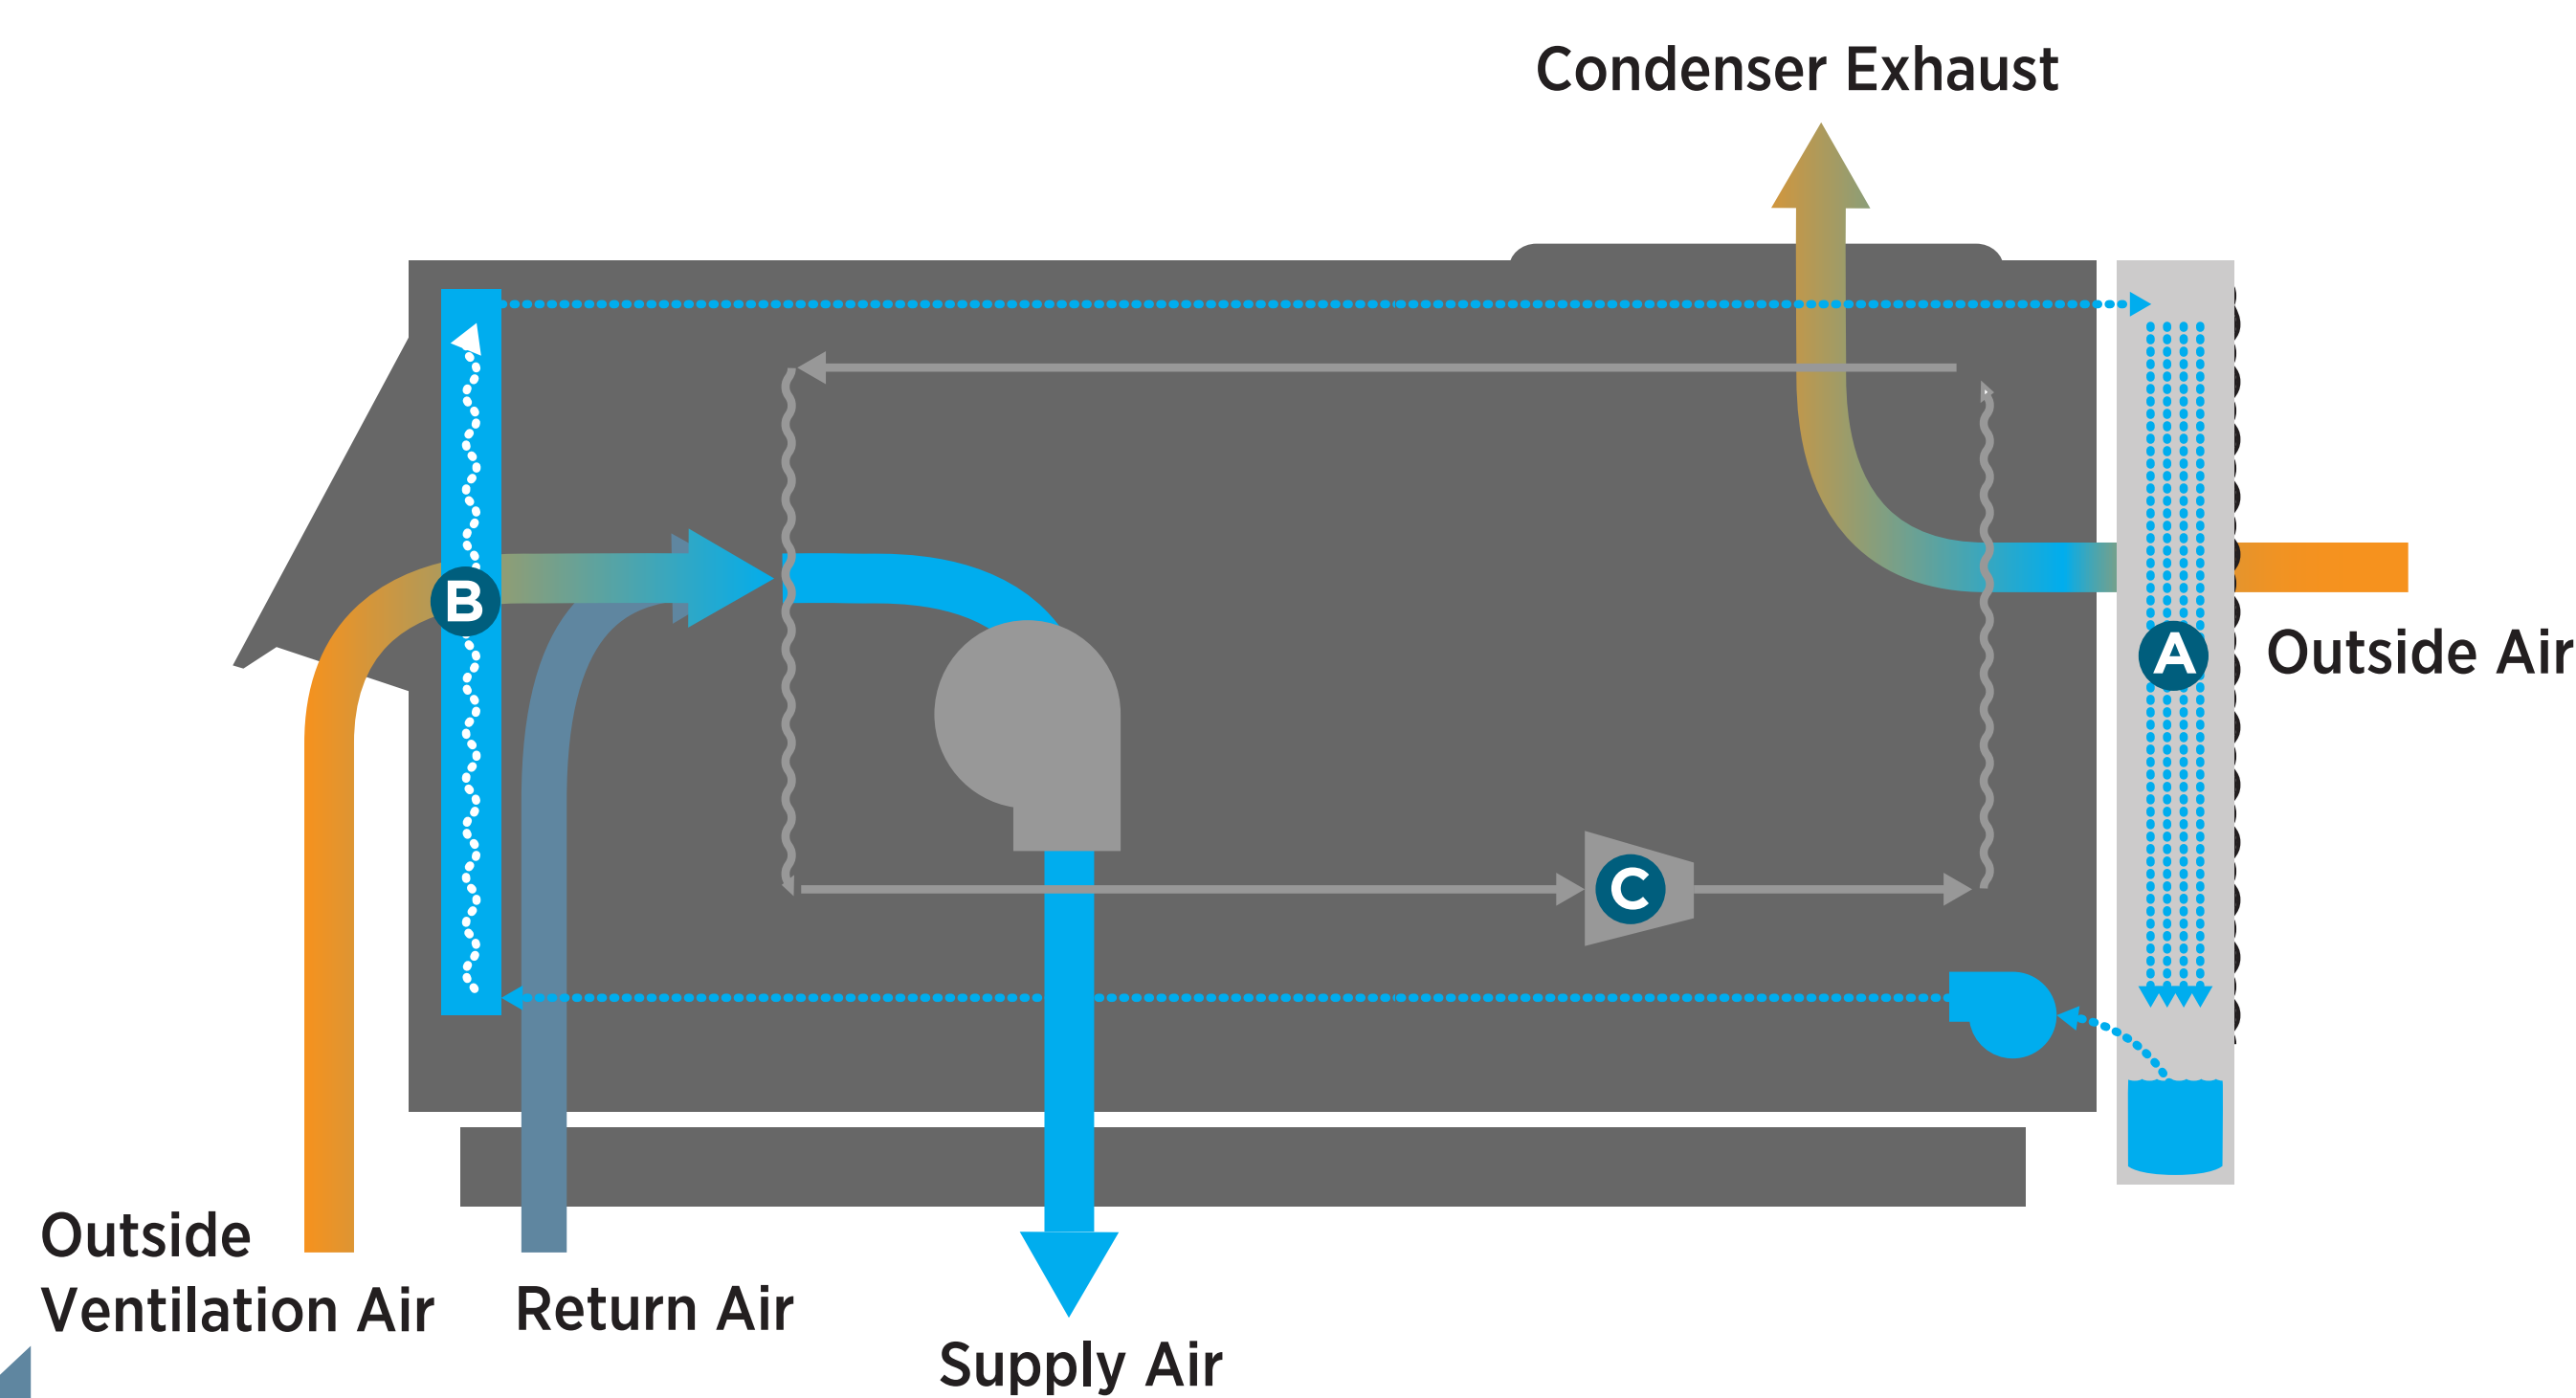 Condenser Exhaust
B
A
Outside Air
C
Outside
Ventilation Air
Return Air
Supply Air